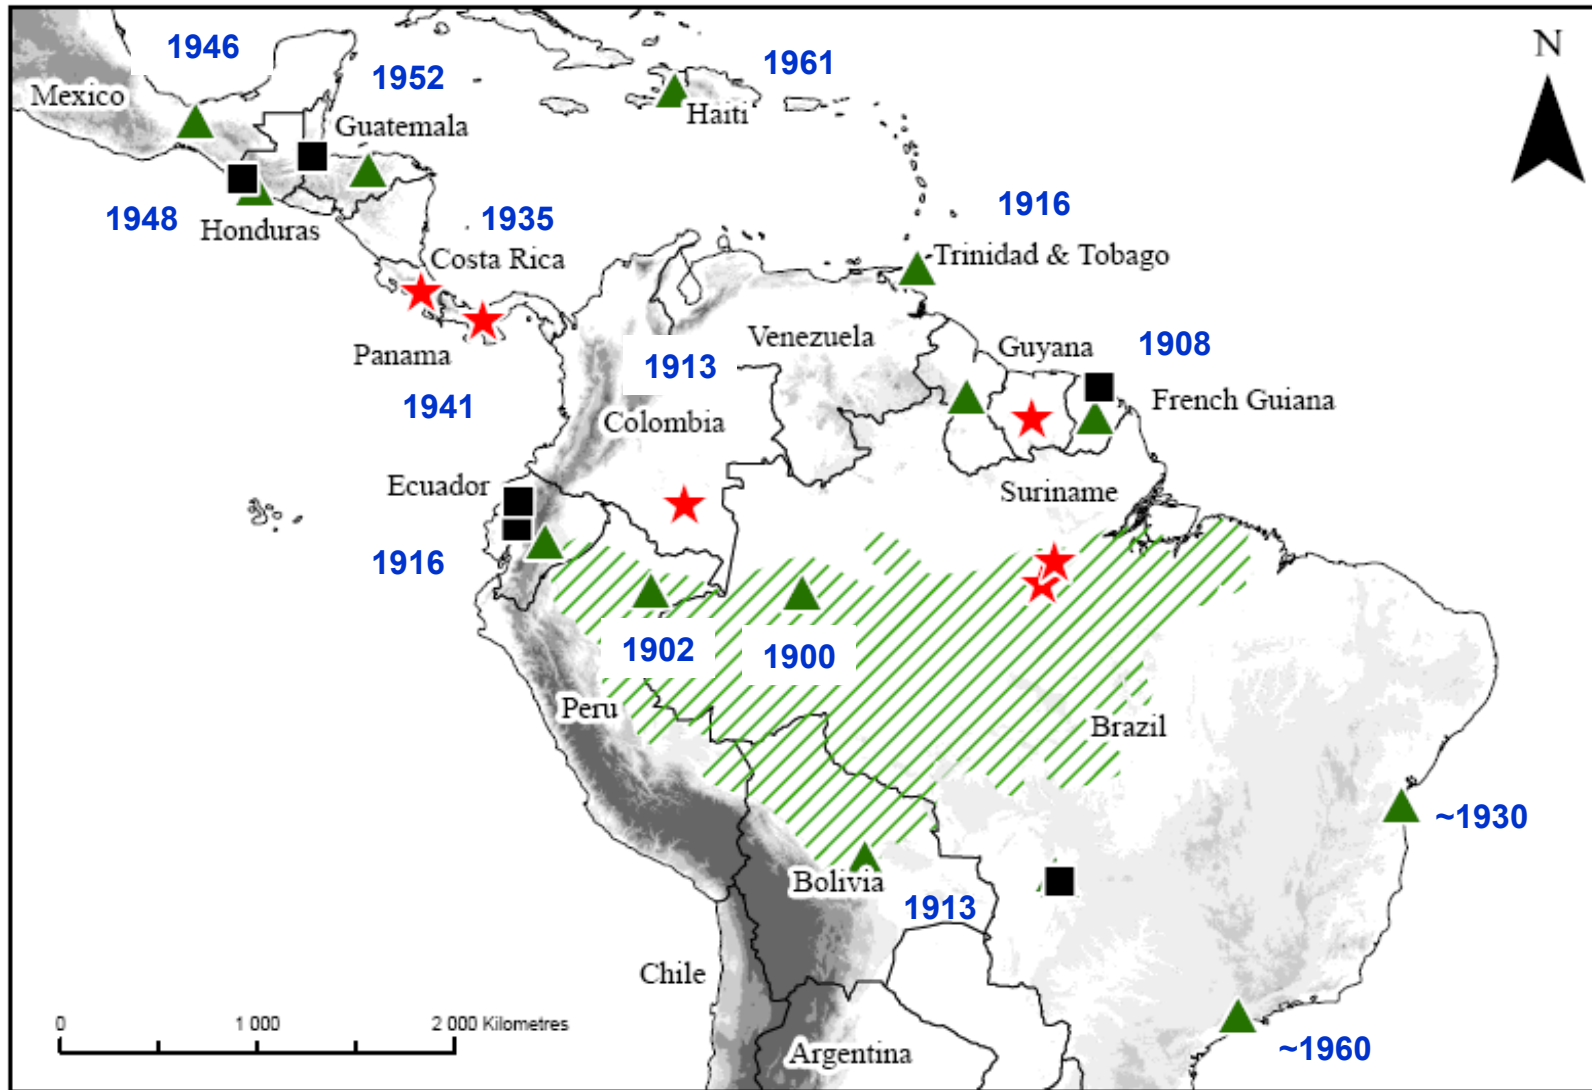 1946
1952
1961
N
Mexico
Haiti
Guatemala
1948
Honduras
1935
1916
Costa Rica
Trinidad & Tobago
Panama
1913
Venezuela
Guyana
1908
1941
Colombia
French Guiana
Ecuador
Suriname
1916
1902
1900
Peru
Brazil
~1930
Bolivia
1913
Chile
0 1 000 2 000 Kilometres
Argentina
~1960